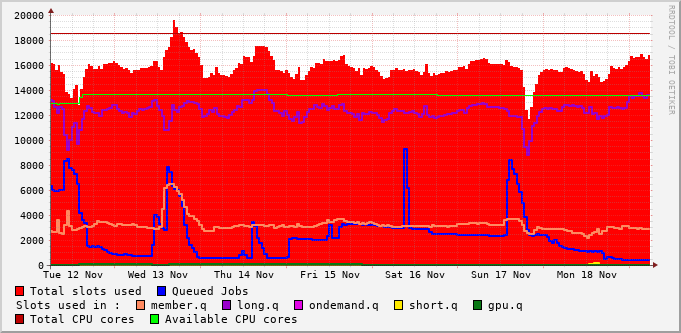 20000
18000
16000
14000
12000
10000
8000
6000
4000
2000
0
Tue 12 Nov Wed 13 Nov Thu 14 Nov Fri 15 Nov Sat 16 Nov Sun 17 Nov Mon 18 Nov
RRDTOOL / TOBI OETIKER
Total slots used Queued Jobs
Slots used in : member.q long.q ondemand.q short.q gpu.q
Total CPU cores Available CPU cores